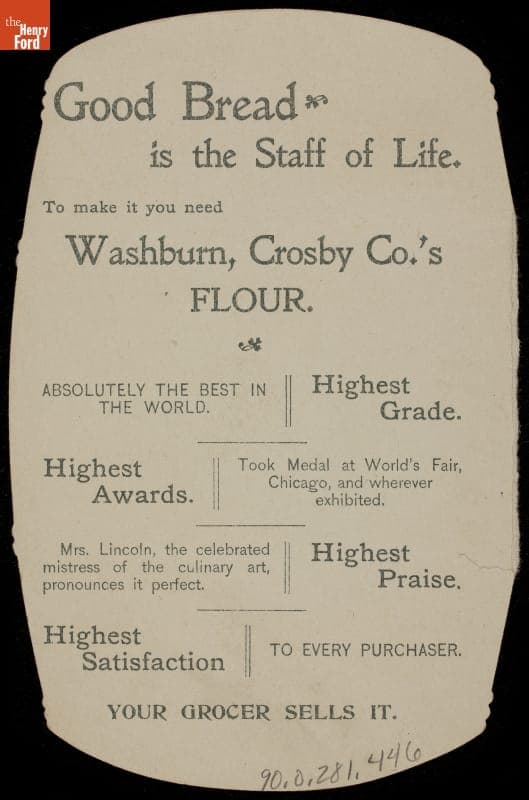 the
Henry
Ford
Good Bread
is the Staff of Life.
To make it you need
Washburn, Crosby Co.'s
FLOUR.
ABSOLUTELY THE BEST IN
THE WORLD.
Highest
Grade.
Highest
Awards.
Took Medal at World's Fair,
Chicago, and wherever
exhibited.
Mrs. Lincoln, the celebrated
mistress of the culinary art,
pronounces it perfect.
Highest
Praise.
Highest
Satisfaction
TO EVERY PURCHASER.
YOUR GROCER SELLS IT.
90.0.281.446